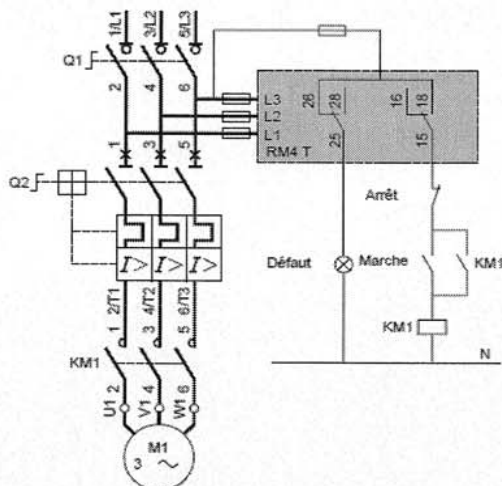 1/L1 3/L2 5/L3
Q1
2 4 6
L3
L2
L1
RM4 T
26 28 25
16 18 15
1 3 5
Q2
I> I> I>
2/T1 4/T2 6/T3
1 3 5
KM1
2 4 6
U1 V1 W1
M1
3 ~
Arrêt
Défaut
Marche
KM1
KM1
N